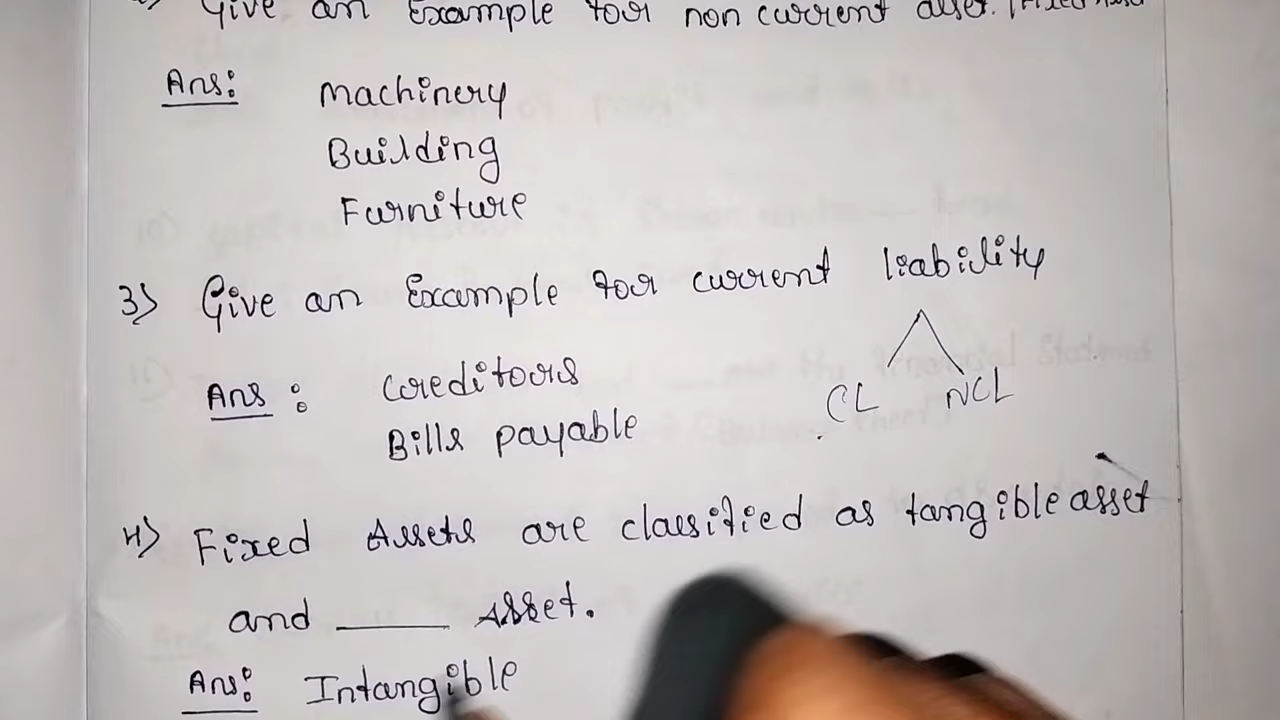 Give an Example for non current asset.
Ans: Machinery
Building
Furniture
3) Give an Example for current liability
Ans : Creditors
Bills payable
CL NCL
4) Fixed Assets are classified as tangible asset
and ____ Asset.
Ans: Intangible